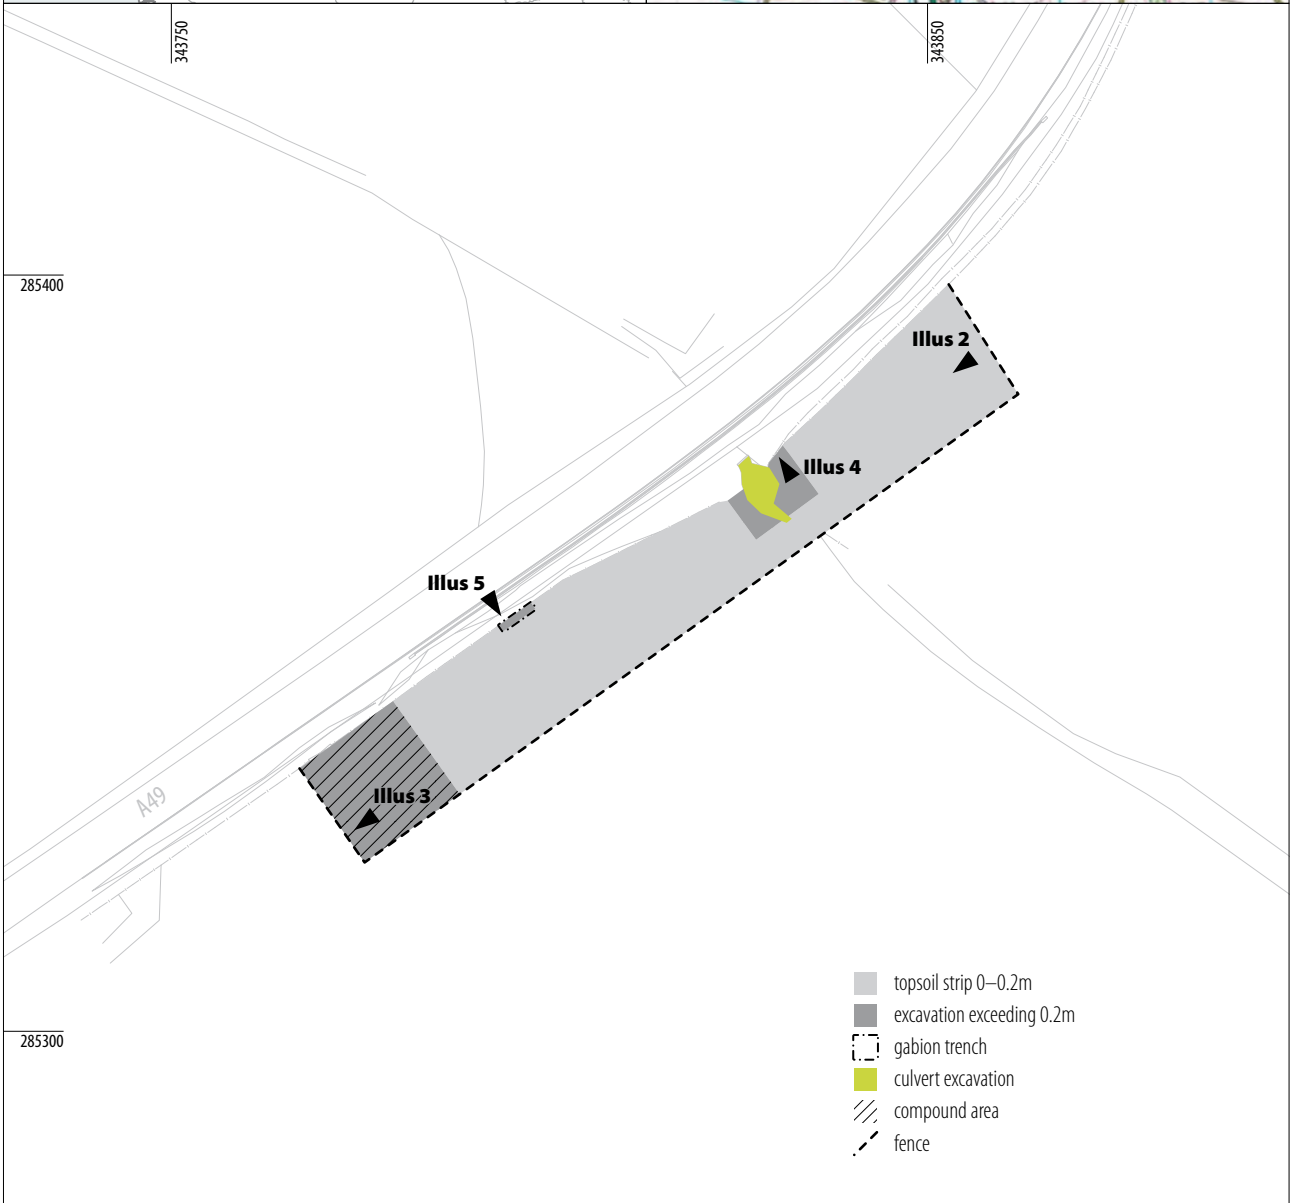 343750
343850
285400
Illus 2
Illus 4
Illus 5
Illus 3
A49
topsoil strip 0–0.2m
excavation exceeding 0.2m
285300
gabion trench
culvert excavation
compound area
fence